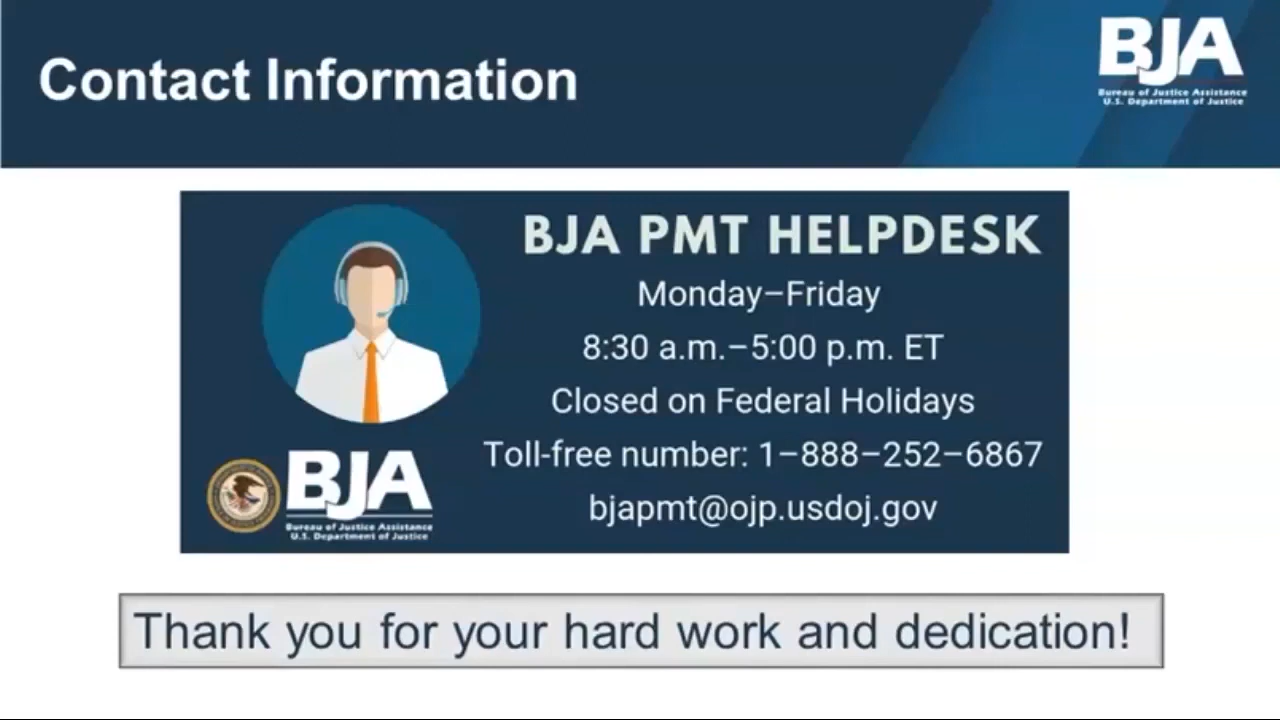 Contact Information
BJA
Bureau of Justice Assistance
U.S. Department of Justice
BJA PMT HELPDESK
Monday–Friday
8:30 a.m.–5:00 p.m. ET
Closed on Federal Holidays
Toll-free number: 1–888–252–6867
bjapmt@ojp.usdoj.gov
BJA
Bureau of Justice Assistance
U.S. Department of Justice
Thank you for your hard work and dedication!